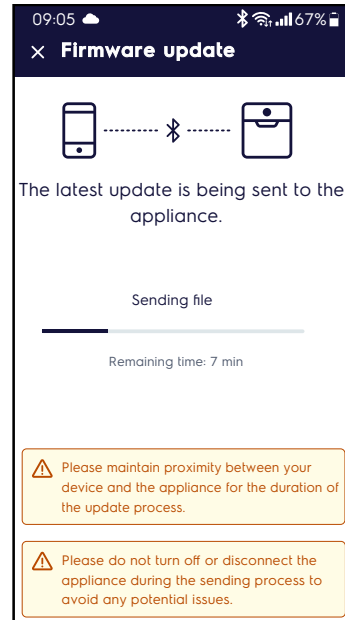 09:05 67%
× Firmware update
The latest update is being sent to the
appliance.
Sending file
Remaining time: 7 min
Please maintain proximity between your
device and the appliance for the duration of
the update process.
Please do not turn off or disconnect the
appliance during the sending process to
avoid any potential issues.